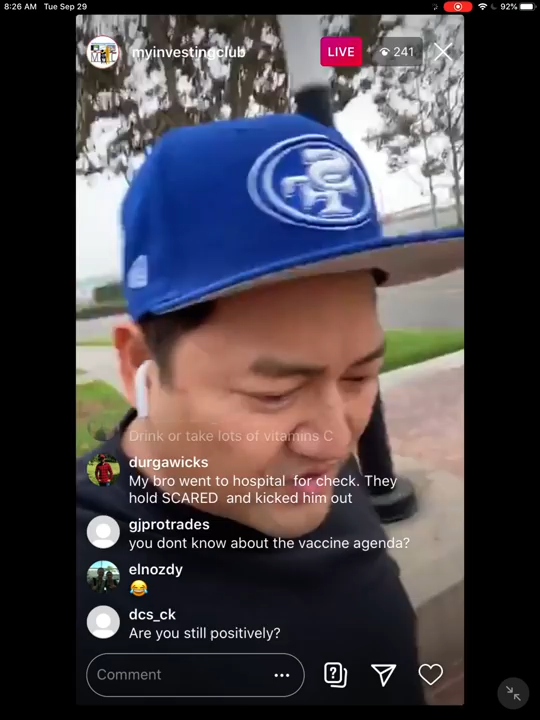 8:26 AM Tue Sep 29
92%
myinvestingclub
LIVE
241
SF
Drink or take lots of vitamins C
durgawicks
My bro went to hospital for check. They
hold SCARED and kicked him out
gjprotrades
you dont know about the vaccine agenda?
elnozdy
😂
dcs_ck
Are you still positively?
Comment